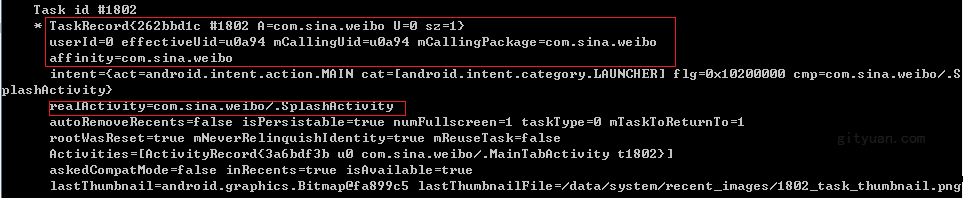 Task id #1802
* TaskRecord{262bbd1c #1802 A=com.sina.weibo U=0 sz=1}
userId=0 effectiveUid=u0a94 mCallingUid=u0a94 mCallingPackage=com.sina.weibo
affinity=com.sina.weibo
intent={act=android.intent.action.MAIN cat=[android.intent.category.LAUNCHER] flg=0x10200000 cmp=com.sina.weibo/.S
plashActivity}
realActivity=com.sina.weibo/.SplashActivity
autoRemoveRecents=false isPersistable=true numFullscreen=1 taskType=0 mTaskToReturnTo=1
rootWasReset=true mNeverRelinquishIdentity=true mReuseTask=false
Activities=[ActivityRecord{3a6bdf3b u0 com.sina.weibo/.MainTabActivity t1802}]
askedCompatMode=false inRecents=true isAvailable=true
lastThumbnail=android.graphics.Bitmap@fa899c5 lastThumbnailFile=/data/system/recent_images/1802_task_thumbnail.png
gityuan.com